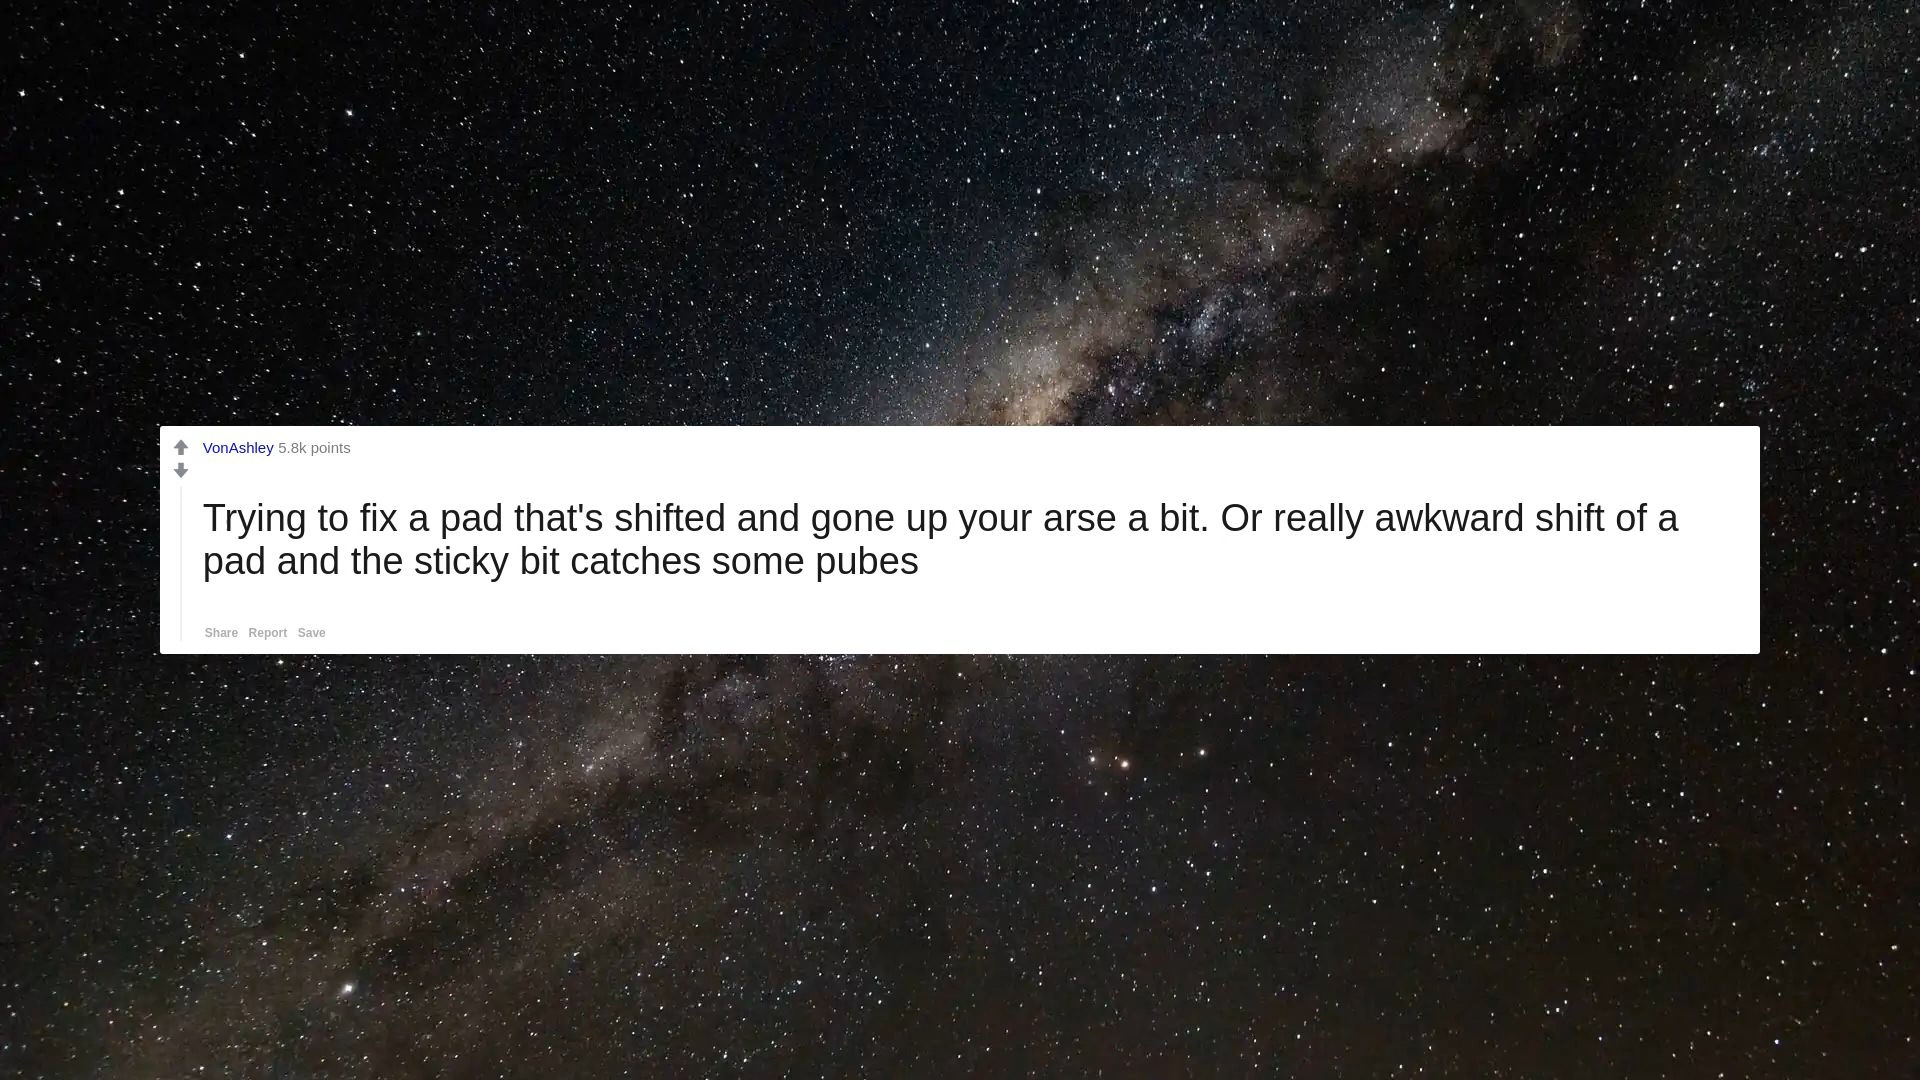 VonAshley 5.8k points
Trying to fix a pad that's shifted and gone up your arse a bit. Or really awkward shift of a
pad and the sticky bit catches some pubes
Share Report Save